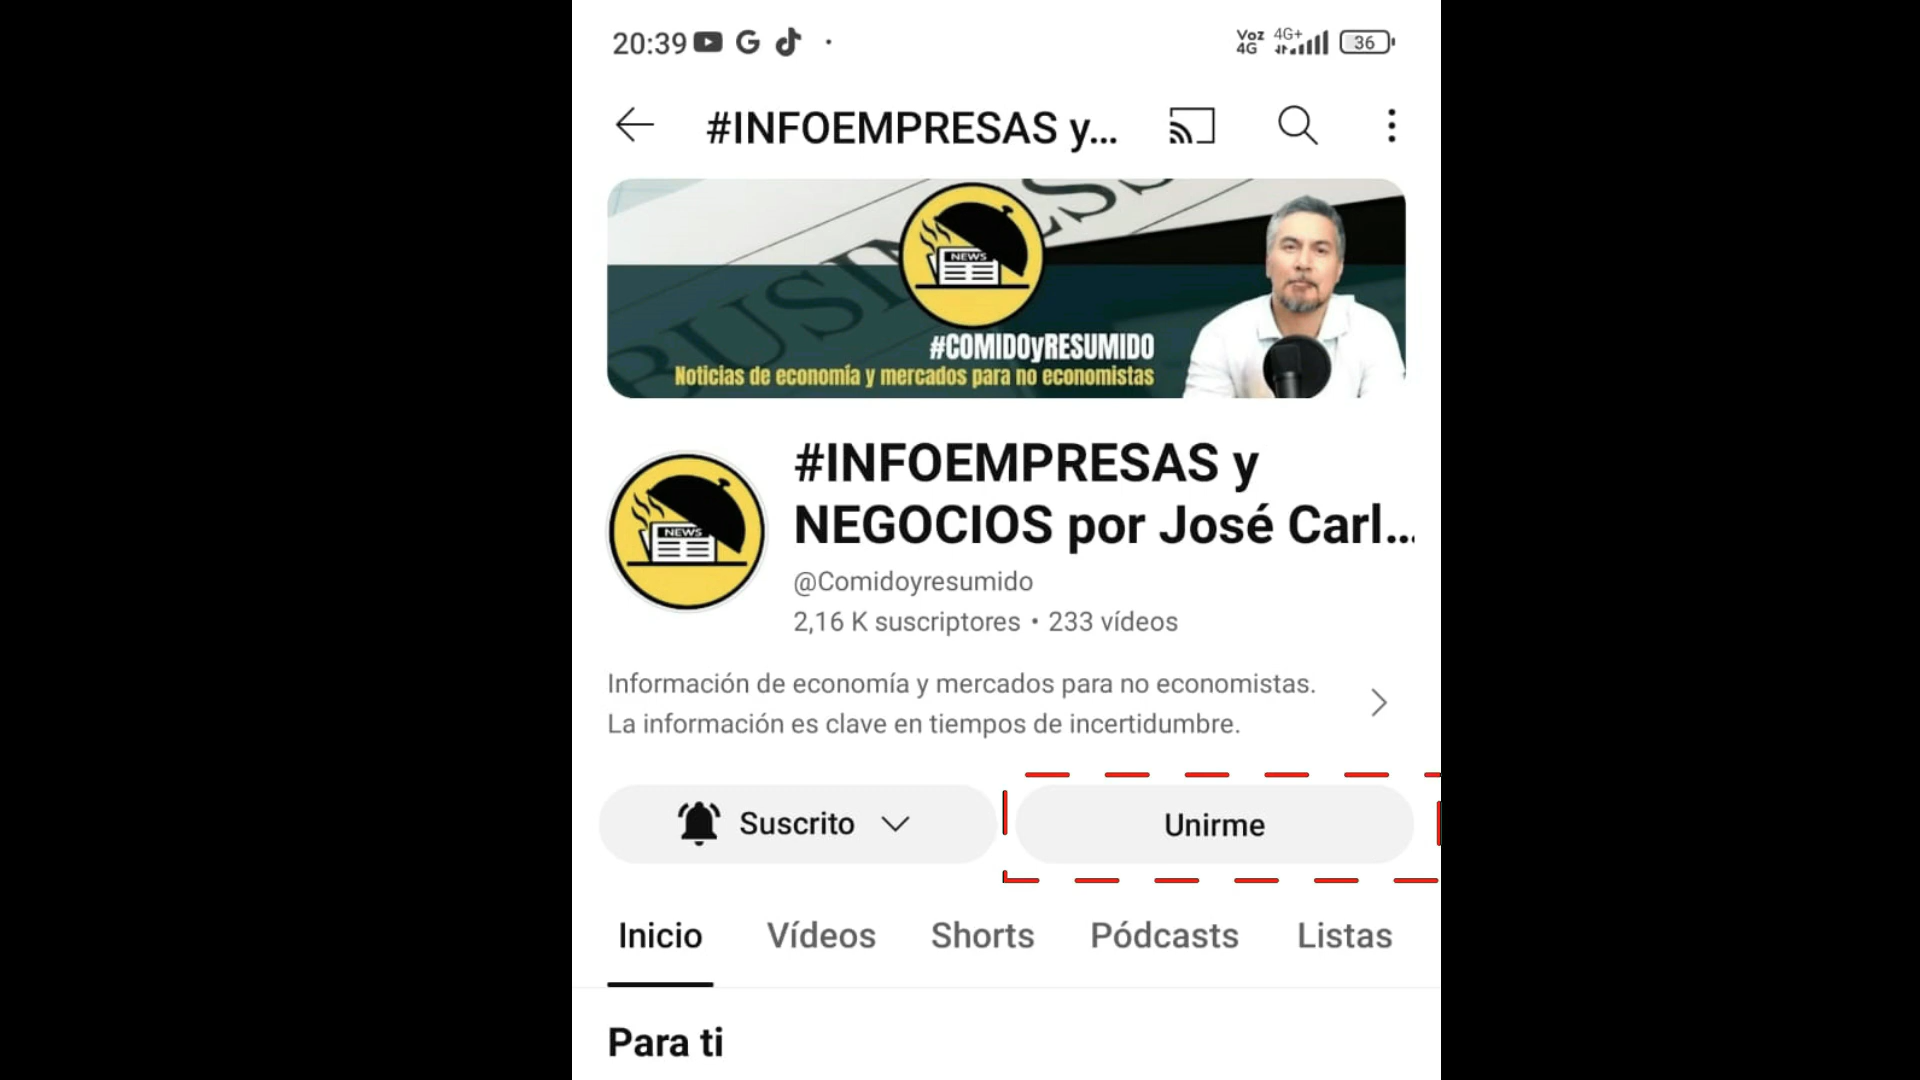 20:39
Voz 4G 4G+ 36
#INFOEMPRESAS y...
BUSINESS
NEWS
#COMIDOyRESUMIDO
Noticias de economía y mercados para no economistas
NEWS
#INFOEMPRESAS y
NEGOCIOS por José Carl...
@Comidoyresumido
2,16 K suscriptores • 233 vídeos
Información de economía y mercados para no economistas.
La información es clave en tiempos de incertidumbre.
Suscrito
Unirme
Inicio Vídeos Shorts Pódcasts Listas
Para ti